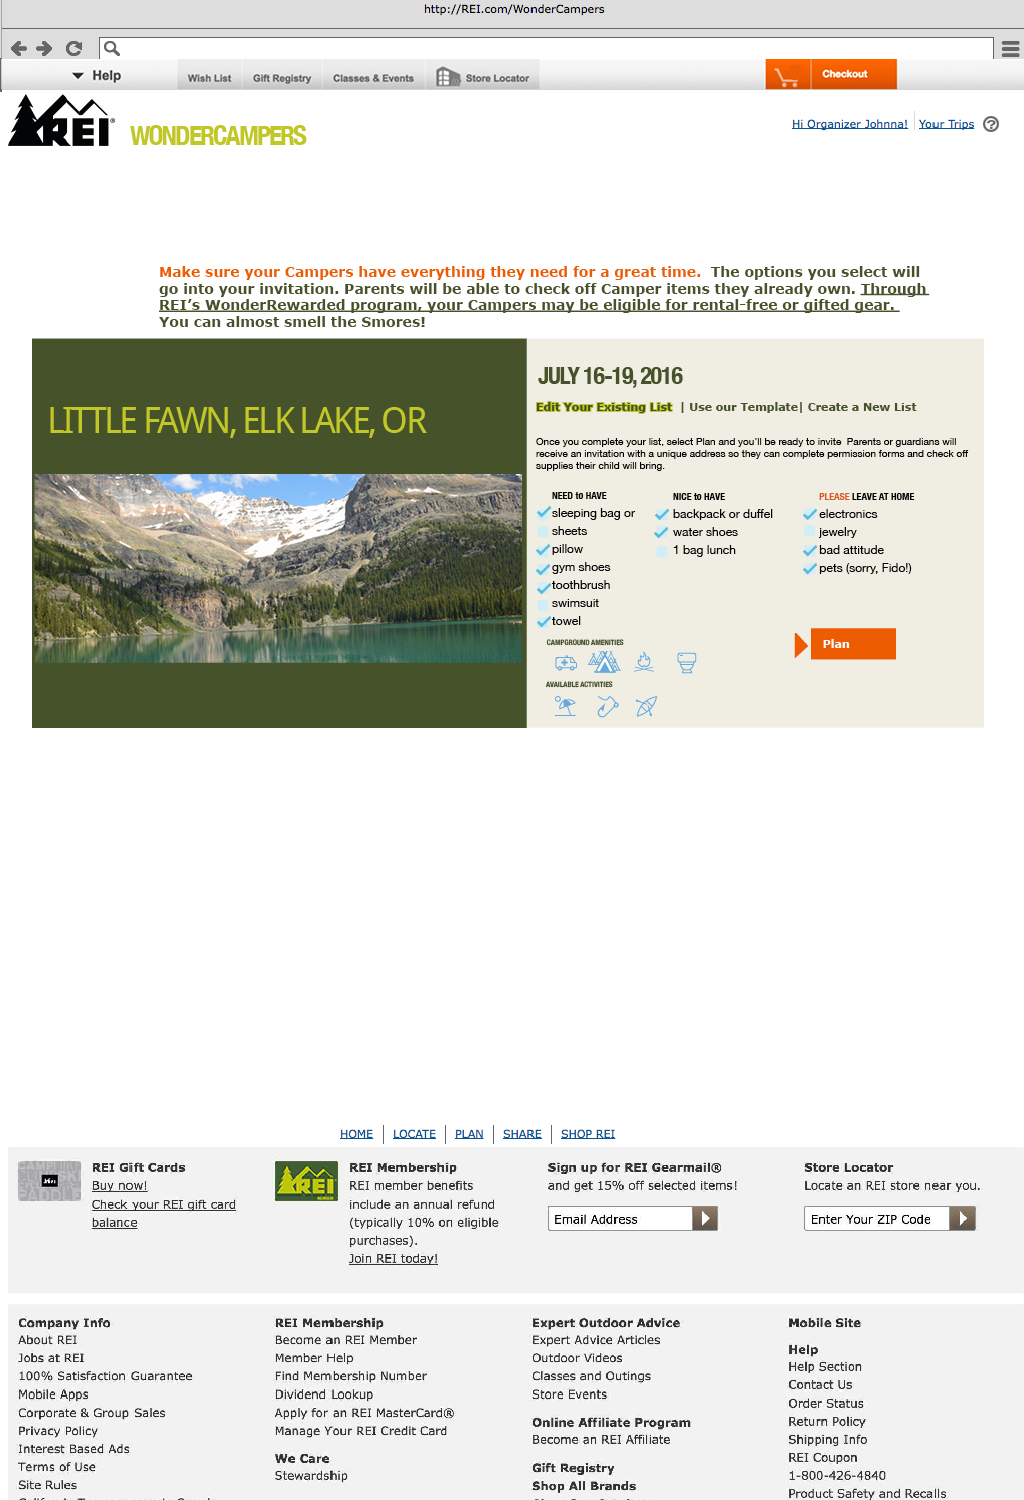 http://REI.com/WonderCampers
Help
Wish List
Gift Registry
Classes & Events
Store Locator
Checkout
REI®
WONDERCAMPERS
Hi Organizer Johnna!
Your Trips
?
Make sure your Campers have everything they need for a great time. The options you select will
go into your invitation. Parents will be able to check off Camper items they already own. Through
REI's WonderRewarded program, your Campers may be eligible for rental-free or gifted gear.
You can almost smell the Smores!
LITTLE FAWN, ELK LAKE, OR
JULY 16-19, 2016
Edit Your Existing List | Use our Template| Create a New List
Once you complete your list, select Plan and you'll be ready to invite Parents or guardians will
receive an invitation with a unique address so they can complete permission forms and check off
supplies their child will bring.
NEED to HAVE
sleeping bag or
sheets
pillow
gym shoes
toothbrush
swimsuit
towel
NICE to HAVE
backpack or duffel
water shoes
1 bag lunch
PLEASE LEAVE AT HOME
electronics
jewelry
bad attitude
pets (sorry, Fido!)
CAMPGROUND AMENITIES
AVAILABLE ACTIVITIES
Plan
HOME
LOCATE
PLAN
SHARE
SHOP REI
REI Gift Cards
Buy now!
Check your REI gift card
balance
REI
REI Membership
REI member benefits
include an annual refund
(typically 10% on eligible
purchases).
Join REI today!
Sign up for REI Gearmail®
and get 15% off selected items!
Email Address
Store Locator
Locate an REI store near you.
Enter Your ZIP Code
Company Info
About REI
Jobs at REI
100% Satisfaction Guarantee
Mobile Apps
Corporate & Group Sales
Privacy Policy
Interest Based Ads
Terms of Use
Site Rules
REI Membership
Become an REI Member
Member Help
Find Membership Number
Dividend Lookup
Apply for an REI MasterCard®
Manage Your REI Credit Card
We Care
Stewardship
Expert Outdoor Advice
Expert Advice Articles
Outdoor Videos
Classes and Outings
Store Events
Online Affiliate Program
Become an REI Affiliate
Gift Registry
Shop All Brands
Mobile Site
Help
Help Section
Contact Us
Order Status
Return Policy
Shipping Info
REI Coupon
1-800-426-4840
Product Safety and Recalls